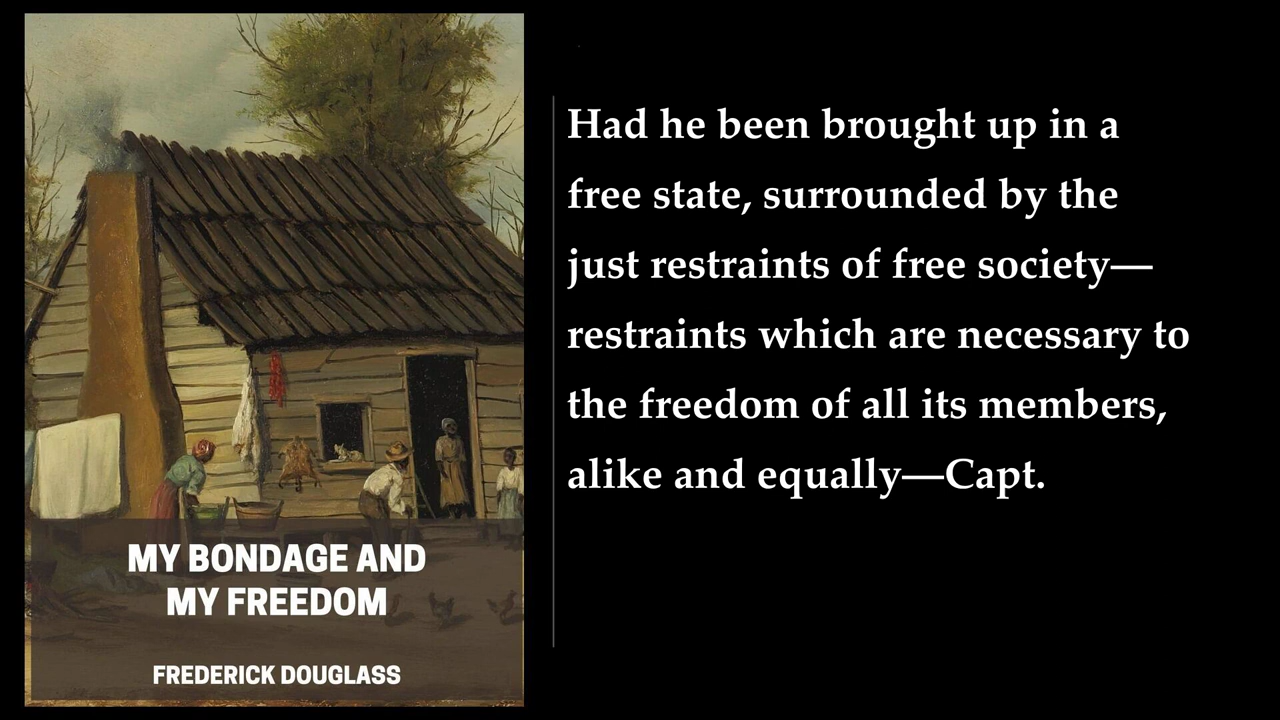 MY BONDAGE AND
MY FREEDOM
FREDERICK DOUGLASS
Had he been brought up in a
free state, surrounded by the
just restraints of free society—
restraints which are necessary to
the freedom of all its members,
alike and equally—Capt.